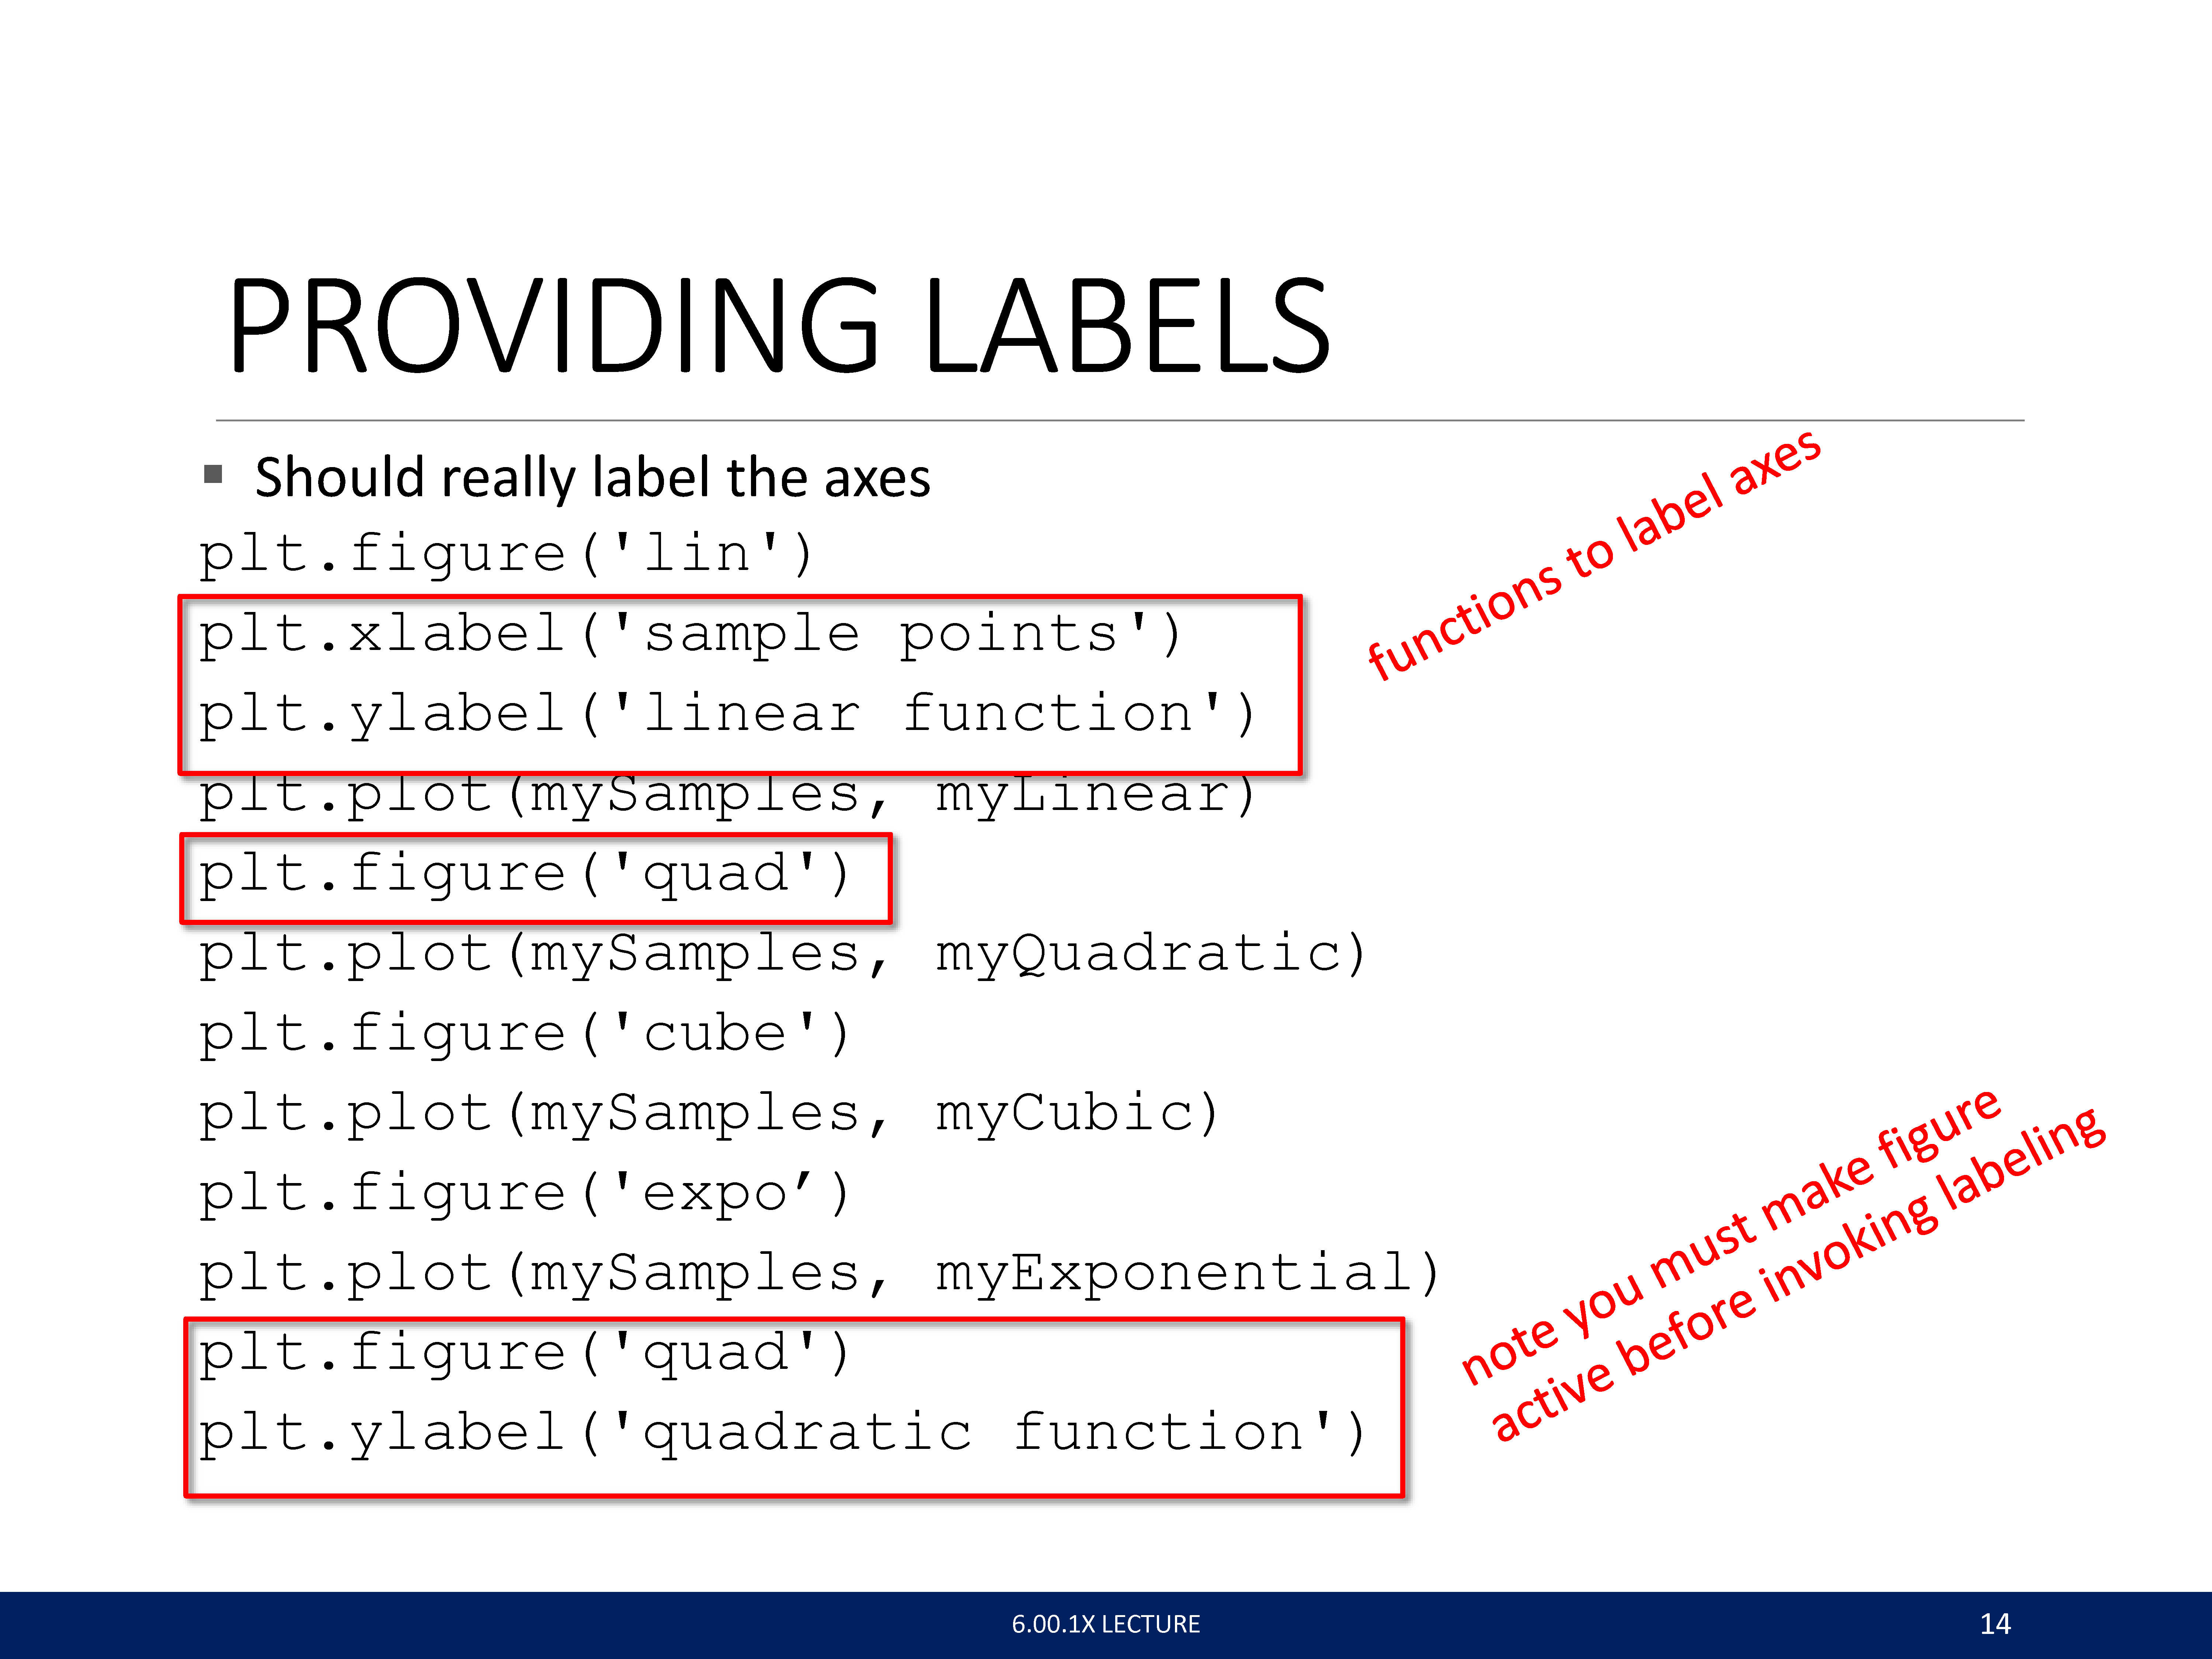 PROVIDING LABELS
▪ Should really label the axes
plt.figure('lin')
plt.xlabel('sample points')
plt.ylabel('linear function')
plt.plot(mySamples, myLinear)
plt.figure('quad')
plt.plot(mySamples, myQuadratic)
plt.figure('cube')
plt.plot(mySamples, myCubic)
plt.figure('expo’)
plt.plot(mySamples, myExponential)
plt.figure('quad')
plt.ylabel('quadratic function')
functions to label axes
note you must make figure
active before invoking labeling
6.00.1X LECTURE
14